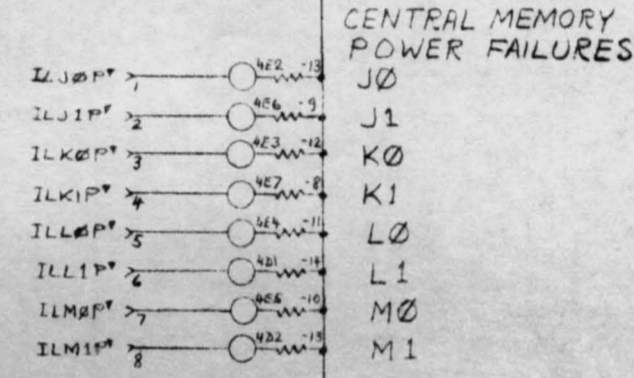 CENTRAL MEMORY
POWER FAILURES
ILJØP▼ 1 4E2 -13 JØ
ILJ1P▼ 2 4E6 -9 J1
ILKØP▼ 3 4E3 -12 KØ
ILK1P▼ 4 4E7 -8 K1
ILLØP▼ 5 4E4 -11 LØ
ILL1P▼ 6 4D1 -14 L1
ILMØP▼ 7 4E5 -10 MØ
ILM1P▼ 8 4D2 -13 M1